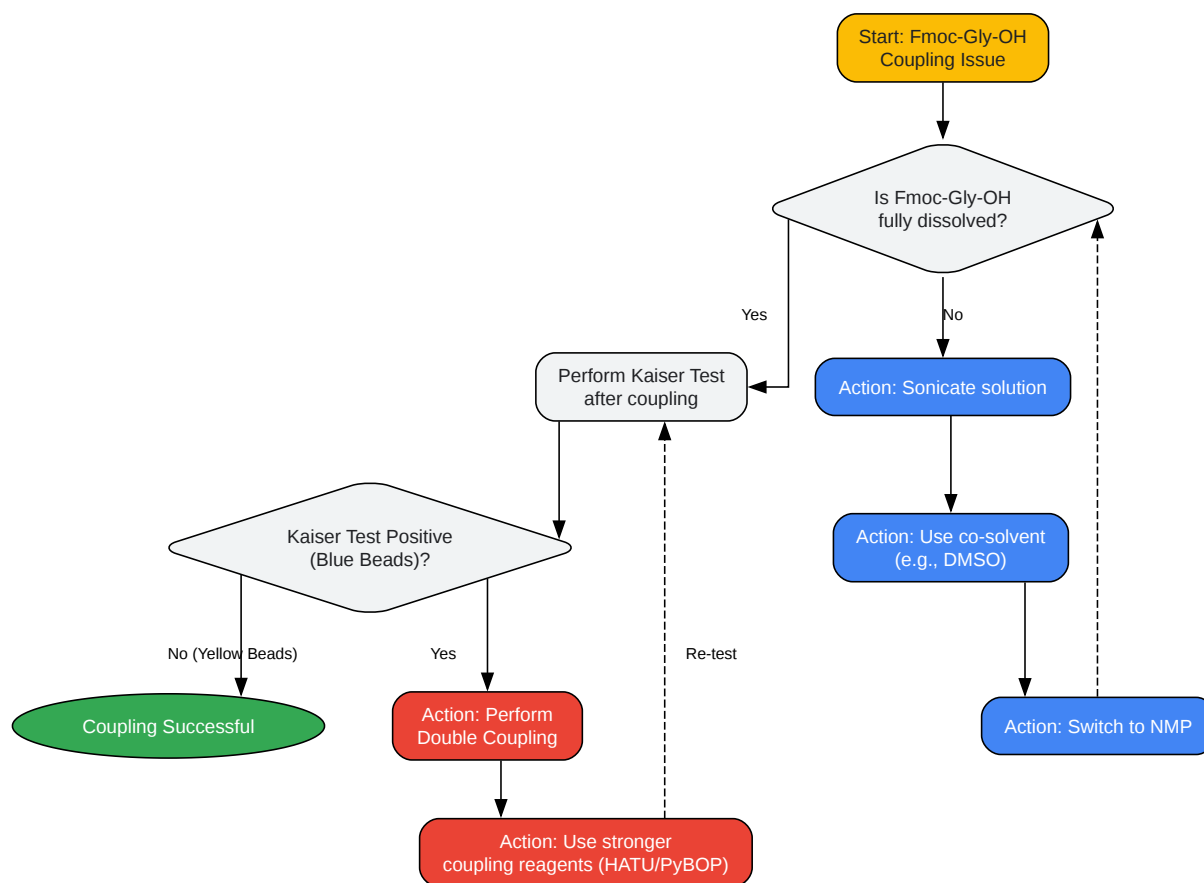 Start: Fmoc-Gly-OH
Coupling Issue
Is Fmoc-Gly-OH
fully dissolved?
Yes
No
Perform Kaiser Test
after coupling
Action: Sonicate solution
Kaiser Test Positive
(Blue Beads)?
Action: Use co-solvent
(e.g., DMSO)
No (Yellow Beads)
Yes
Re-test
Coupling Successful
Action: Perform
Double Coupling
Action: Switch to NMP
Action: Use stronger
coupling reagents (HATU/PyBOP)